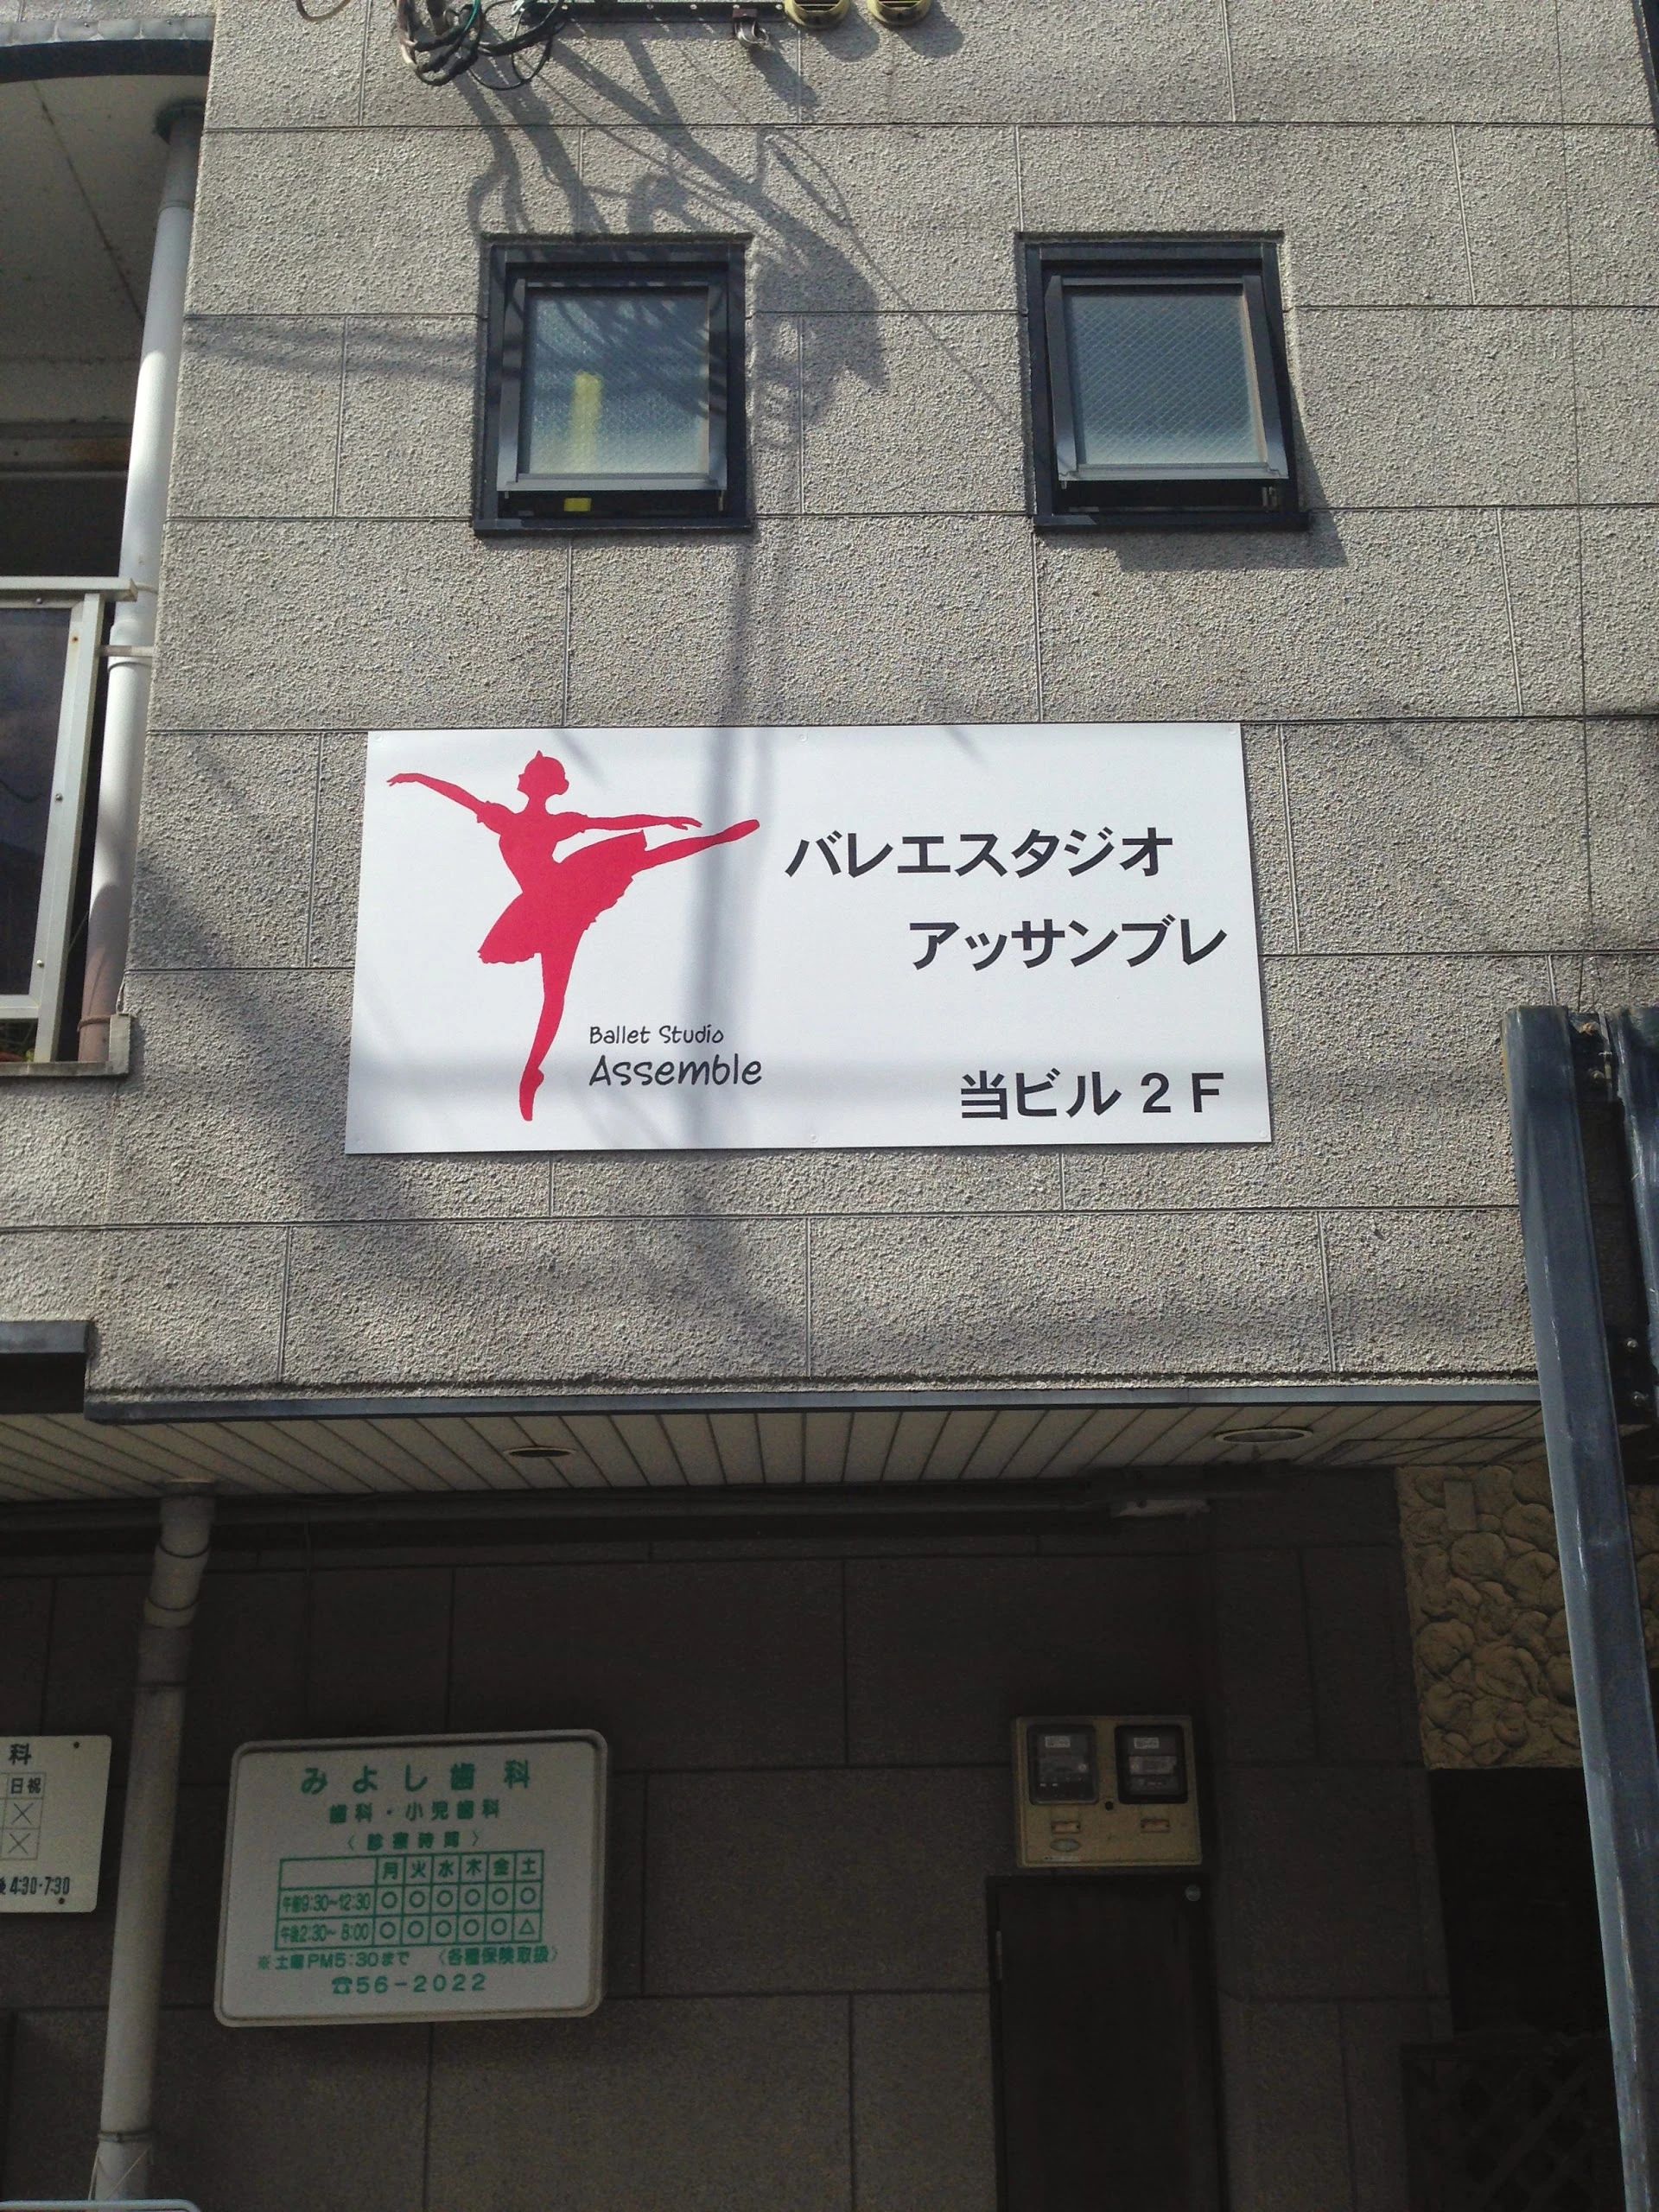 バレエスタジオ
アッサンブレ
Ballet Studio
Assemble
当ビル 2F
科
日祝
× 
×
後4:30-7:30
みよし歯科
歯科・小児歯科
〈診療時間〉
月 火 水 木 金 土
午前9:30~12:30 ○ ○ ○ ○ ○ ○
午後2:30~8:00 ○ ○ ○ ○ ○ △
※土曜PM5:30まで 〈各種保険取扱〉
☎56-2022